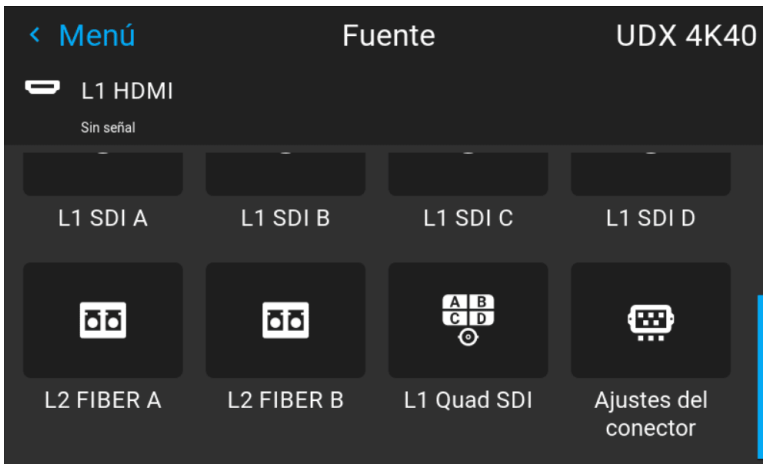 Menú Fuente UDX 4K40
L1 HDMI
Sin señal
L1 SDI A L1 SDI B L1 SDI C L1 SDI D
A B
C D
L2 FIBER A L2 FIBER B L1 Quad SDI Ajustes del
conector